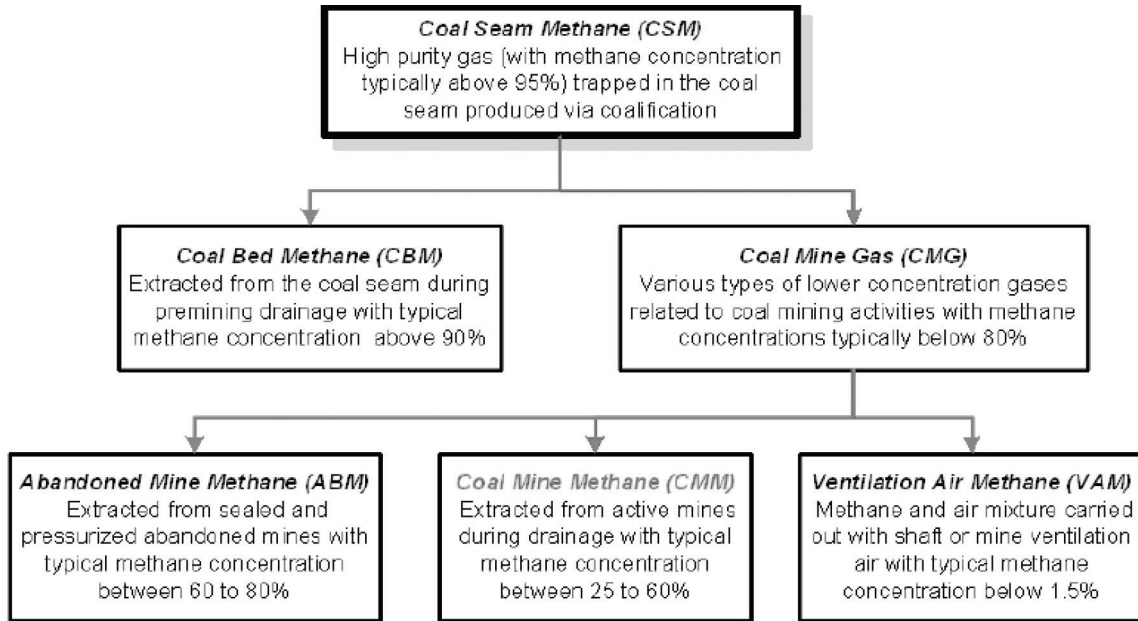 Coal Seam Methane (CSM)
High purity gas (with methane concentration
typically above 95%) trapped in the coal
seam produced via coalification
Coal Bed Methane (CBM)
Extracted from the coal seam during
premining drainage with typical
methane concentration above 90%
Coal Mine Gas (CMG)
Various types of lower concentration gases
related to coal mining activities with methane
concentrations typically below 80%
Abandoned Mine Methane (ABM)
Extracted from sealed and
pressurized abandoned mines with
typical methane concentration
between 60 to 80%
Coal Mine Methane (CMM)
Extracted from active mines
during drainage with typical
methane concentration
between 25 to 60%
Ventilation Air Methane (VAM)
Methane and air mixture carried
out with shaft or mine ventilation
air with typical methane
concentration below 1.5%